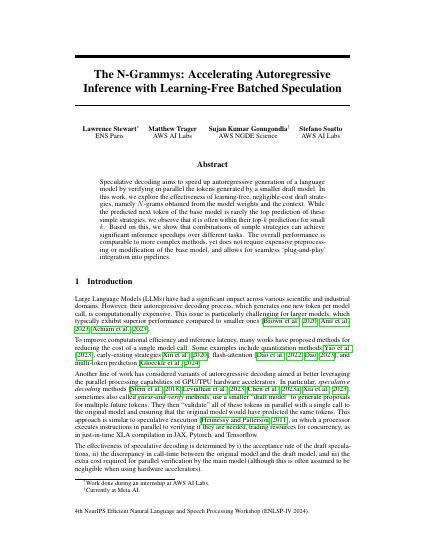 The N-Grammys: Accelerating Autoregressive
Inference with Learning-Free Batched Speculation
Lawrence Stewart* Matthew Trager Sujan Kumar Gonugondla† Stefano Soatto
ENS Paris AWS AI Labs AWS NGDE Science AWS AI Labs
Abstract
Speculative decoding aims to speed up autoregressive generation of a language
model by verifying in parallel the tokens generated by a smaller draft model. In
this work, we explore the effectiveness of learning-free, negligible-cost draft strate-
gies, namely N-grams obtained from the model weights and the context. While
the predicted next token of the base model is rarely the top prediction of these
simple strategies, we observe that it is often within their top-k predictions for small
k. Based on this, we show that combinations of simple strategies can achieve
significant inference speedups over different tasks. The overall performance is
comparable to more complex methods, yet does not require expensive preprocess-
ing or modification of the base model, and allows for seamless 'plug-and-play'
integration into pipelines.
1 Introduction
Large Language Models (LLMs) have had a significant impact across various scientific and industrial
domains. However, their autoregressive decoding process, which generates one new token per model
call, is computationally expensive. This issue is particularly challenging for larger models, which
typically exhibit superior performance compared to smaller ones [Brown et al., 2020, Anil et al.,
2023, Achiam et al., 2023].
To improve computational efficiency and inference latency, many works have proposed methods for
reducing the cost of a single model call. Some examples include quantization methods [Yao et al.,
2023], early-exiting strategies [Xin et al., 2020], flash-attention [Dao et al., 2022, Dao, 2023], and
multi-token prediction [Gloeckle et al., 2024].
Another line of work has considered variants of autoregressive decoding aimed at better leveraging
the parallel processing capabilities of GPU/TPU hardware accelerators. In particular, speculative
decoding methods [Stern et al., 2018, Leviathan et al., 2023, Chen et al., 2023a, Xia et al., 2023],
sometimes also called guess-and-verify methods, use a smaller "draft model" to generate proposals
for multiple future tokens. They then "validate" all of these tokens in parallel with a single call to
the original model and ensuring that the original model would have predicted the same tokens. This
approach is similar to speculative execution [Hennessy and Patterson, 2011], in which a processor
executes instructions in parallel to verifying if they are needed, trading resources for concurrency, as
in just-in-time XLA compilation in JAX, Pytorch, and Tensorflow.
The effectiveness of speculative decoding is determined by i) the acceptance rate of the draft specula-
tions, ii) the discrepancy in call-time between the original model and the draft model, and iii) the
extra cost required for parallel verification by the main model (although this is often assumed to be
negligible when using hardware accelerators).
*Work done during an internship at AWS AI Labs.
†Currently at Meta AI.
4th NeurIPS Efficient Natural Language and Speech Processing Workshop (ENLSP-IV 2024).